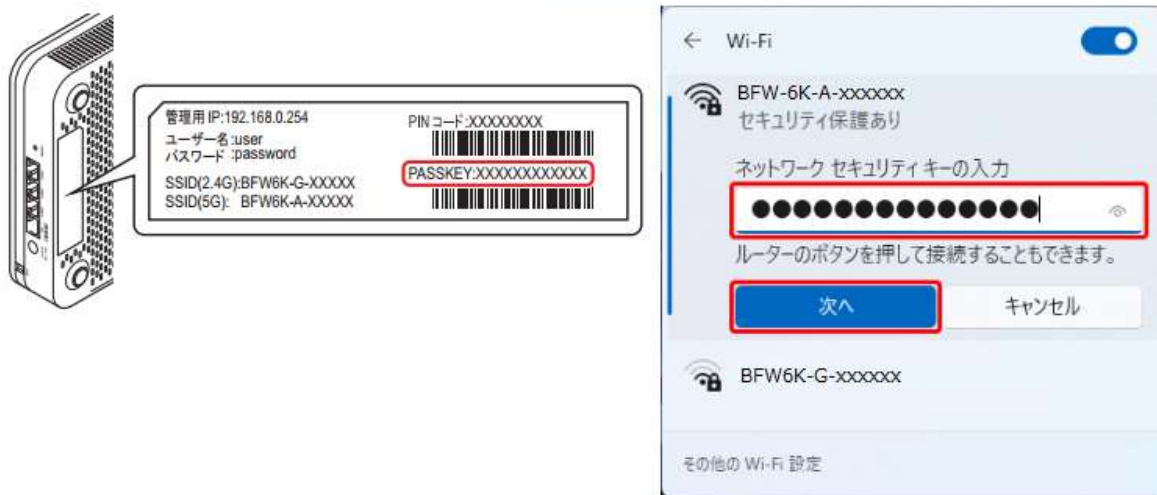 管理用 IP:192.168.0.254
ユーザー名 :user
パスワード :password
SSID(2.4G):BFW6K-G-XXXXX
SSID(5G): BFW6K-A-XXXXX
PIN コード :XXXXXXXX
PASSKEY:XXXXXXXXXXXX
← Wi-Fi
BFW-6K-A-xxxxxx
セキュリティ保護あり
ネットワーク セキュリティ キーの入力
●●●●●●●●●●●●●●
ルーターのボタンを押して接続することもできます。
次へ
キャンセル
BFW6K-G-xxxxxx
その他の Wi-Fi 設定